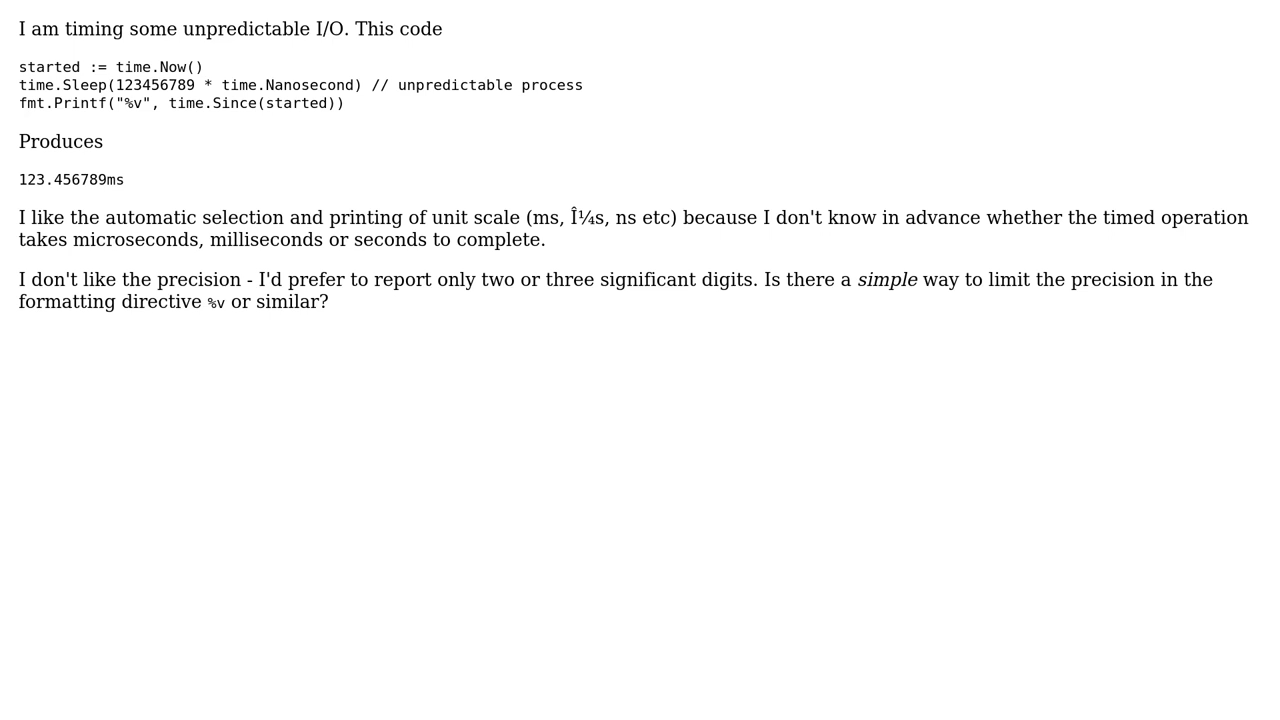 I am timing some unpredictable I/O. This code
started := time.Now()
time.Sleep(123456789 * time.Nanosecond) // unpredictable process
fmt.Printf("%v", time.Since(started))
Produces
123.456789ms
I like the automatic selection and printing of unit scale (ms, Î¼s, ns etc) because I don't know in advance whether the timed operation
takes microseconds, milliseconds or seconds to complete.
I don't like the precision - I'd prefer to report only two or three significant digits. Is there a simple way to limit the precision in the
formatting directive %v or similar?